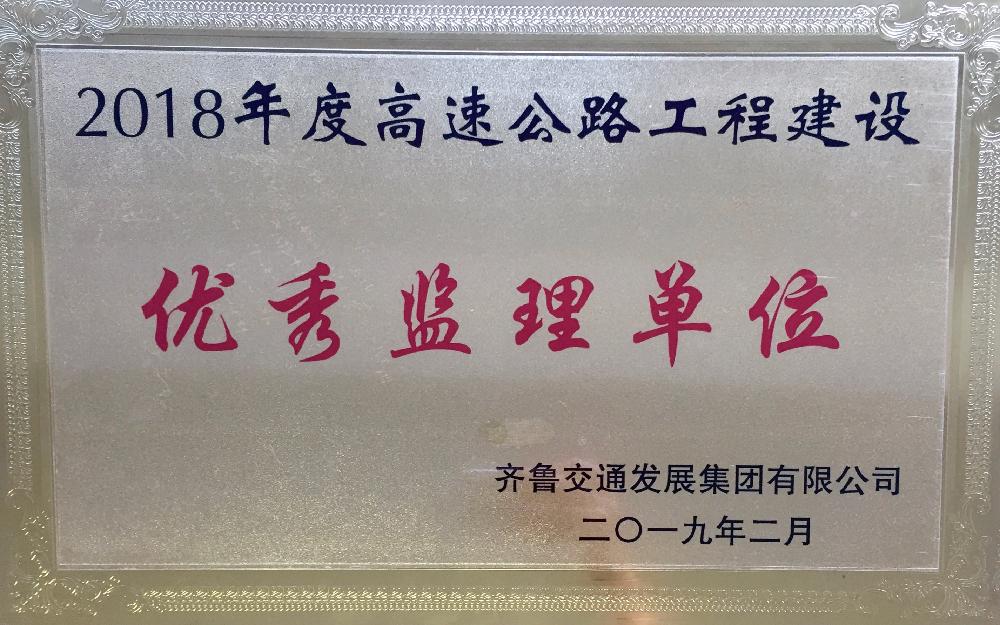 2018年度高速公路工程建设
优秀监理单位
齐鲁交通发展集团有限公司
二〇一九年二月